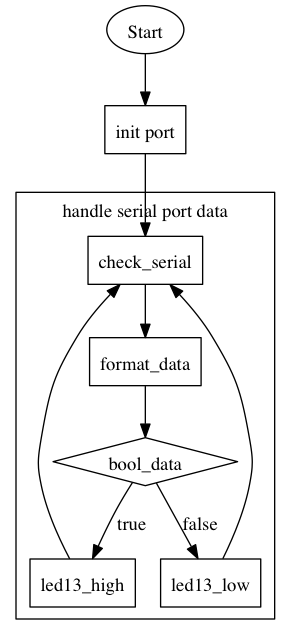 Start
init port
handle serial port data
check_serial
format_data
bool_data
true
false
led13_high
led13_low